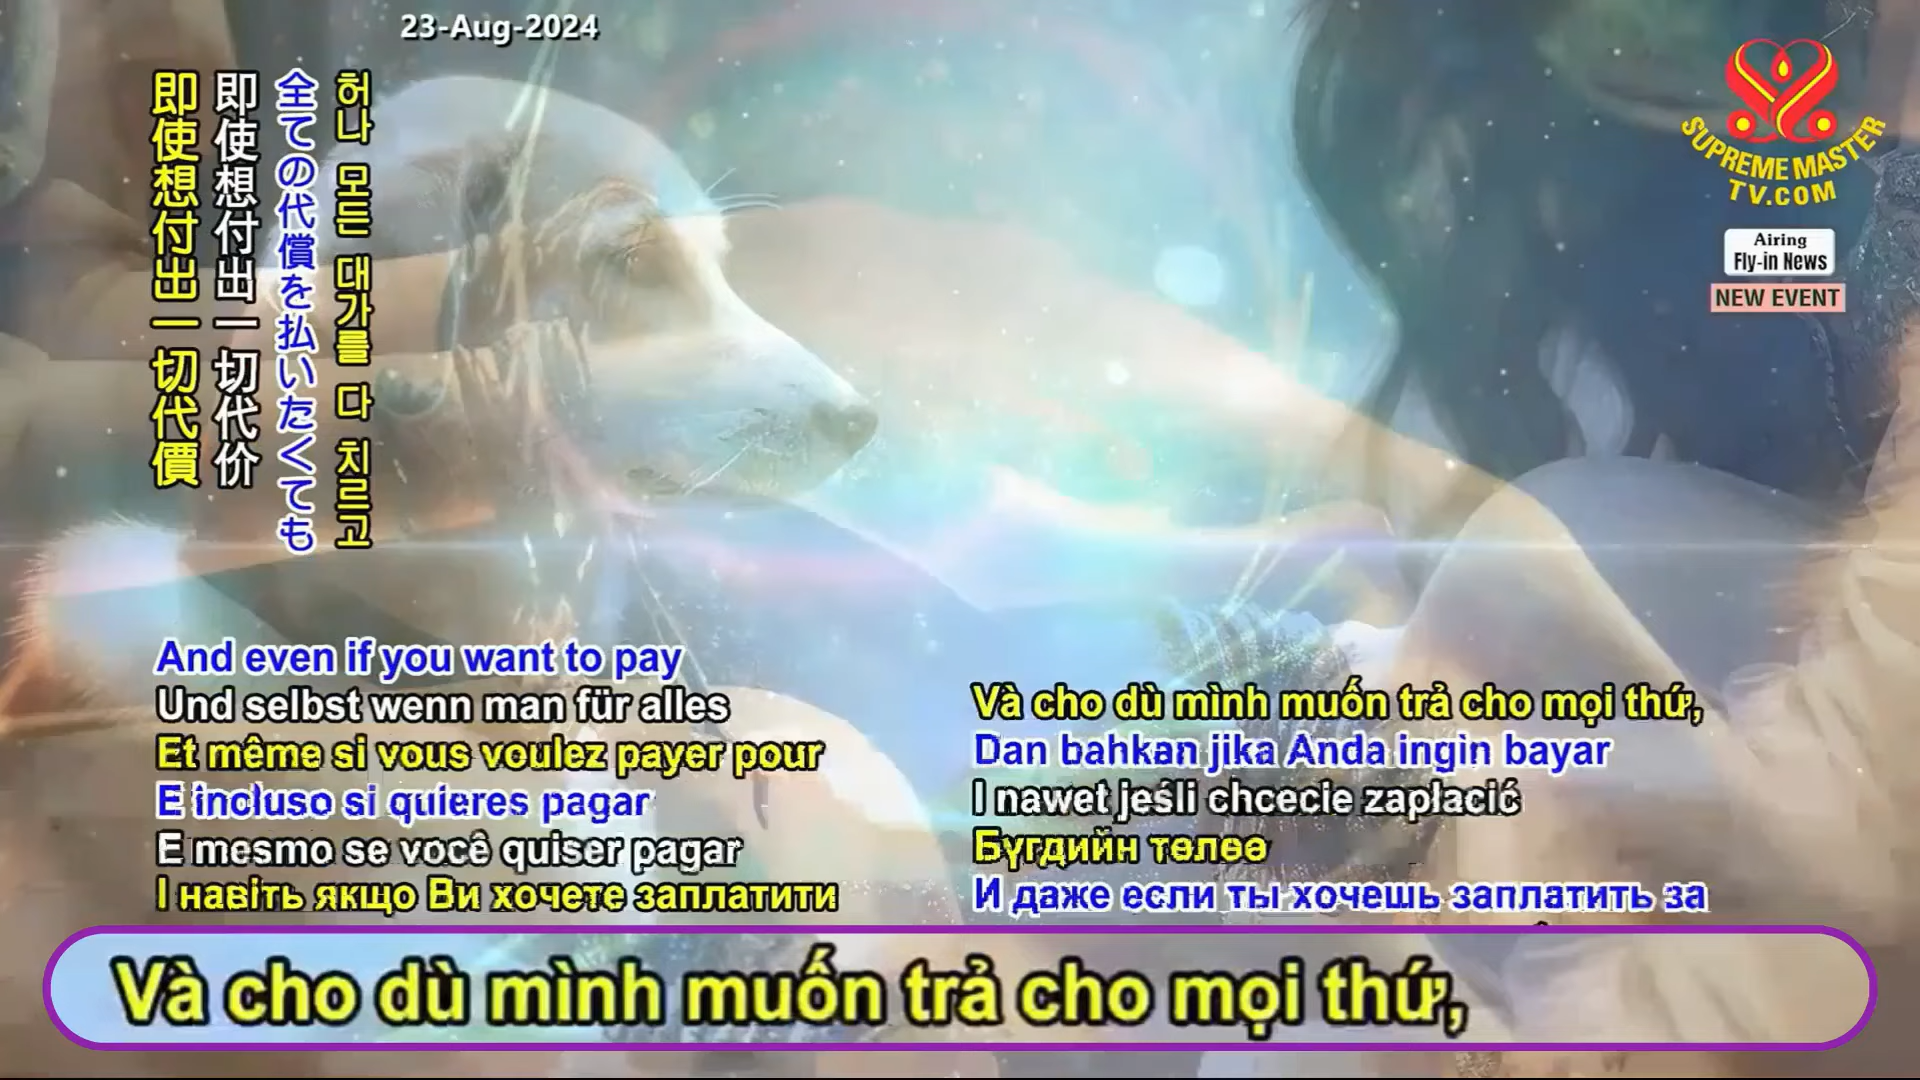 23-Aug-2024
即使想付出一切代價
即使想付出一切代价
全ての代償を払いたくても
허나 모든 대가를 다 치르고
SUPREME MASTER
TV.COM
Airing
Fly-in News
NEW EVENT
And even if you want to pay
Und selbst wenn man für alles
Et même si vous voulez payer pour
E incluso si quieres pagar
E mesmo se você quiser pagar
І навіть якщо Ви хочете заплатити
Và cho dù mình muốn trả cho mọi thứ,
Dan bahkan jika Anda ingin bayar
I nawet jeśli chcecie zapłacić
Бүгдийн төлөө
И даже если ты хочешь заплатить за
Và cho dù mình muốn trả cho mọi thứ,